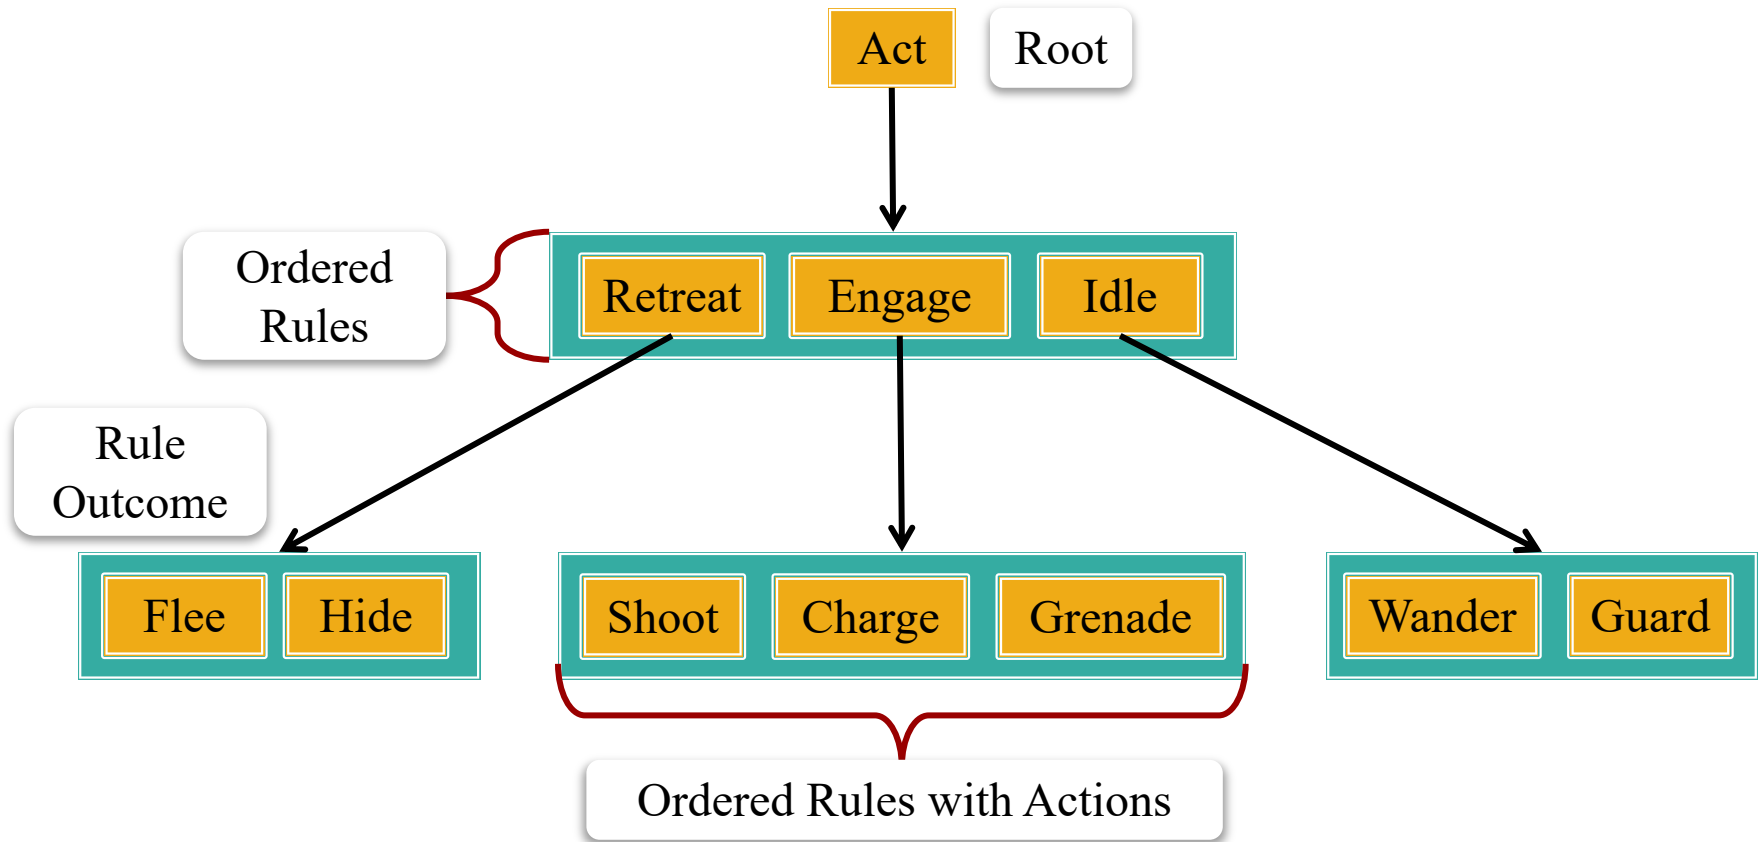 Act
Root
Ordered
Rules
Retreat
Engage
Idle
Rule
Outcome
Flee
Hide
Shoot
Charge
Grenade
Wander
Guard
Ordered Rules with Actions